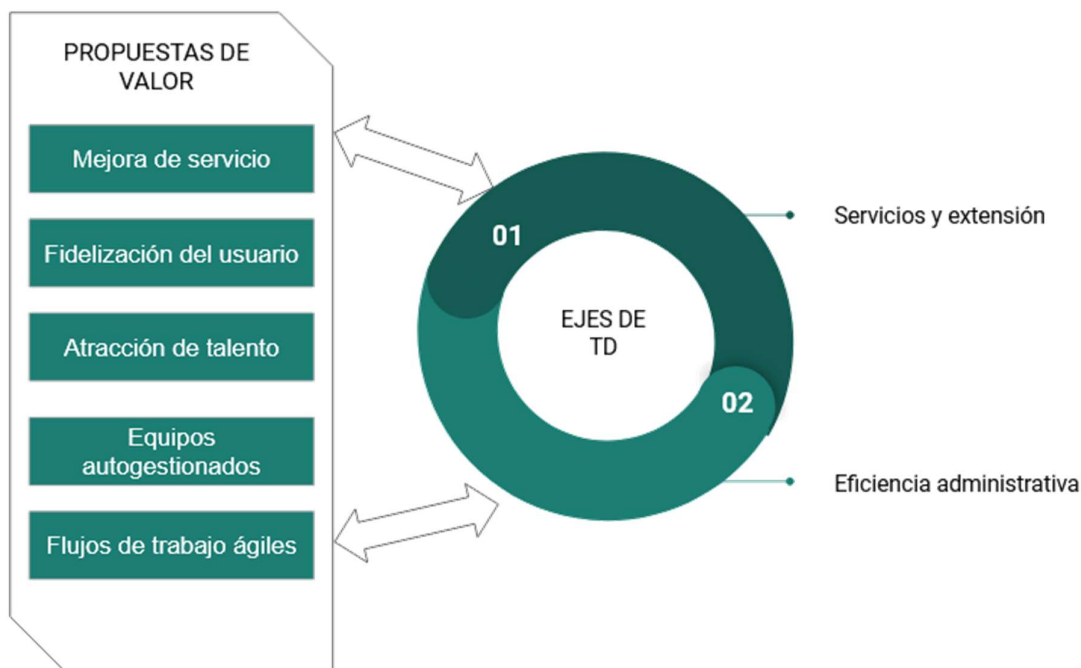 PROPUESTAS DE
VALOR
Mejora de servicio
Fidelización del usuario
Atracción de talento
Equipos
autogestionados
Flujos de trabajo ágiles
01
EJES DE
TD
02
Servicios y extensión
Eficiencia administrativa